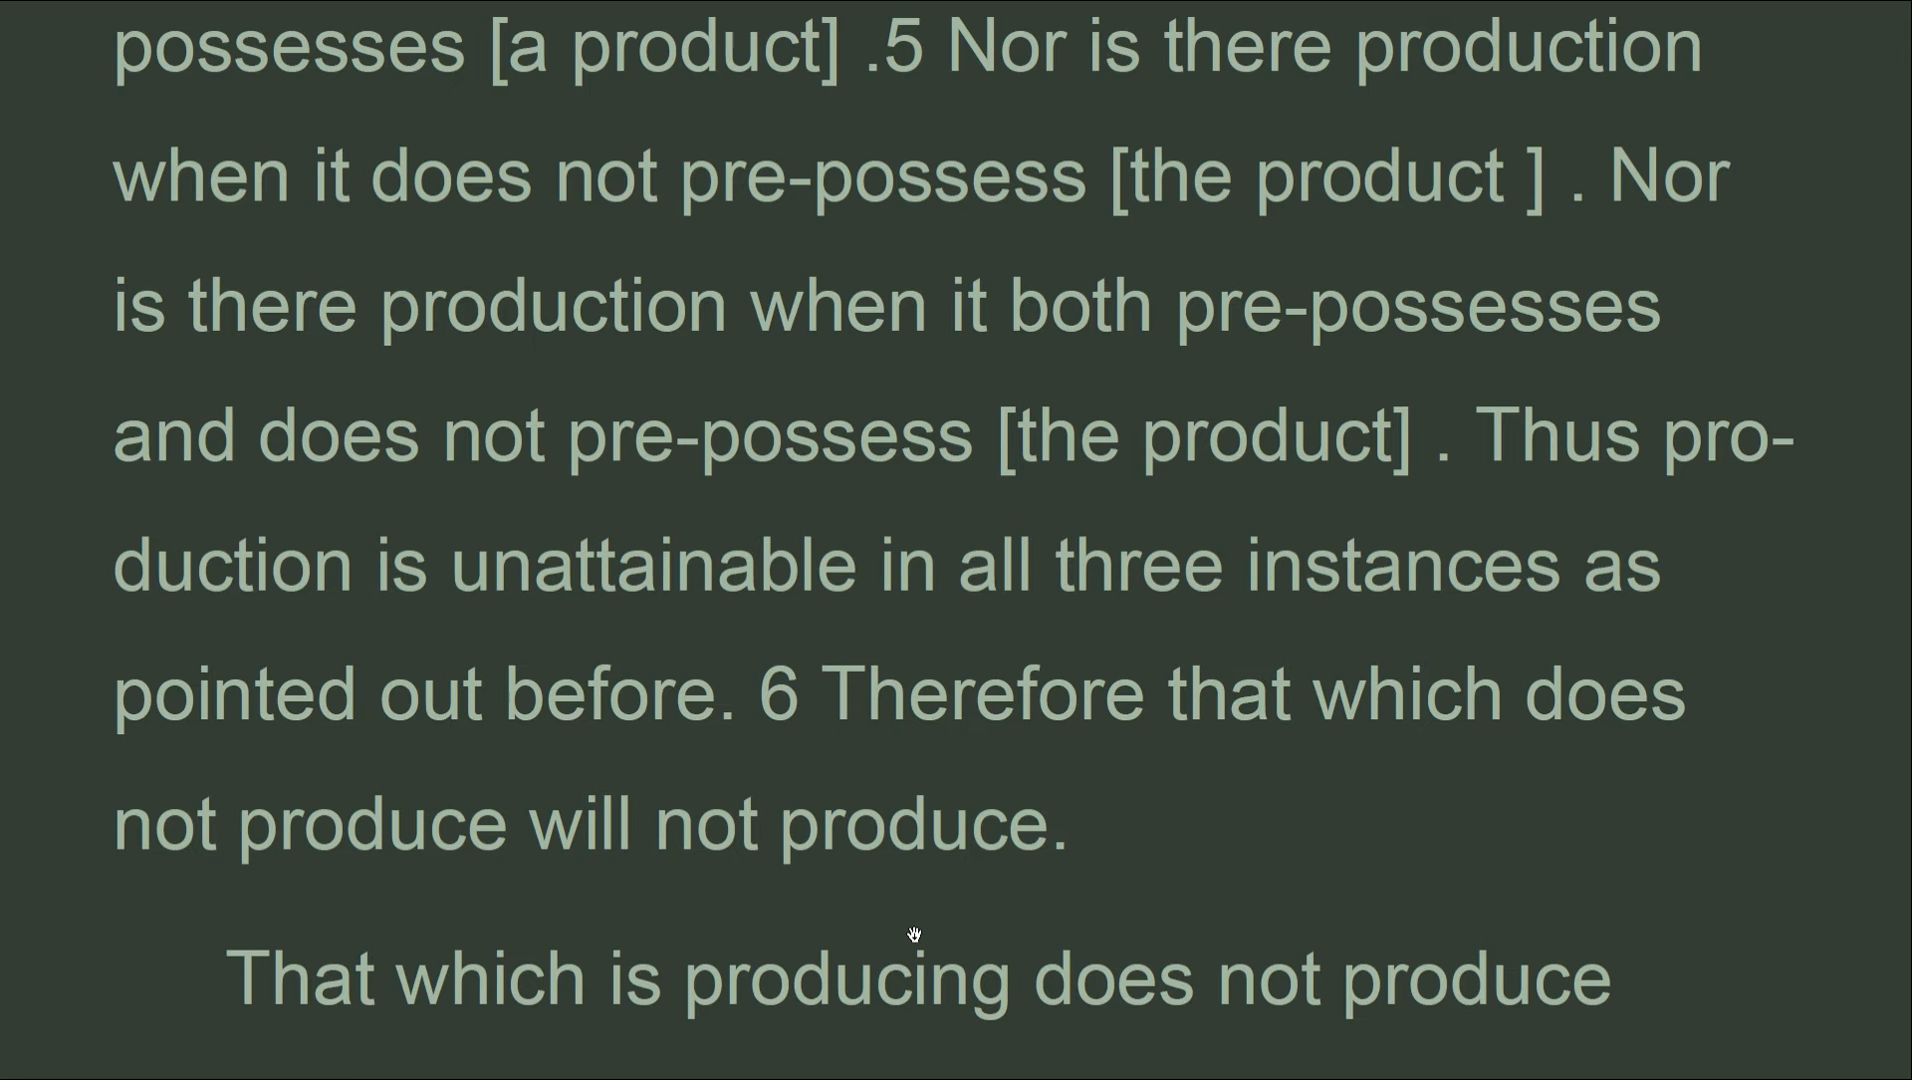 possesses [a product] .5 Nor is there production
when it does not pre-possess [the product ] . Nor
is there production when it both pre-possesses
and does not pre-possess [the product] . Thus pro-
duction is unattainable in all three instances as
pointed out before. 6 Therefore that which does
not produce will not produce.
That which is producing does not produce